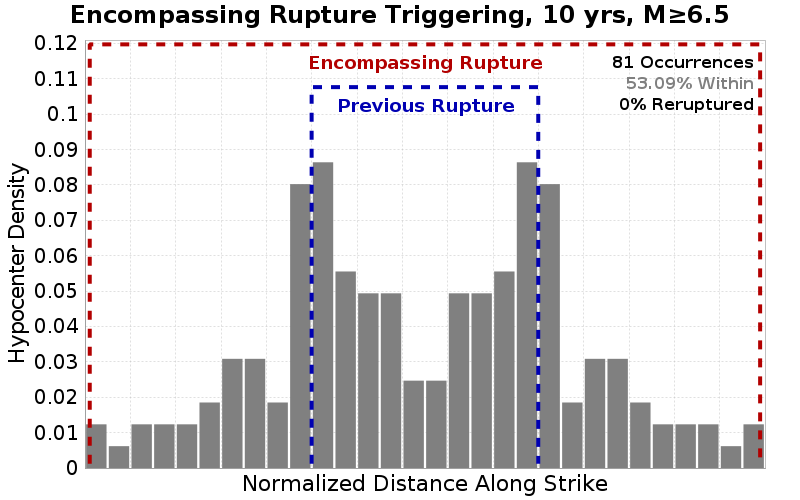 Encompassing Rupture Triggering, 10 yrs, M≥6.5
Encompassing Rupture
Previous Rupture
81 Occurrences
53.09% Within
0% Reruptured
Hypocenter Density
0.12
0.11
0.1
0.09
0.08
0.07
0.06
0.05
0.04
0.03
0.02
0.01
0
Normalized Distance Along Strike